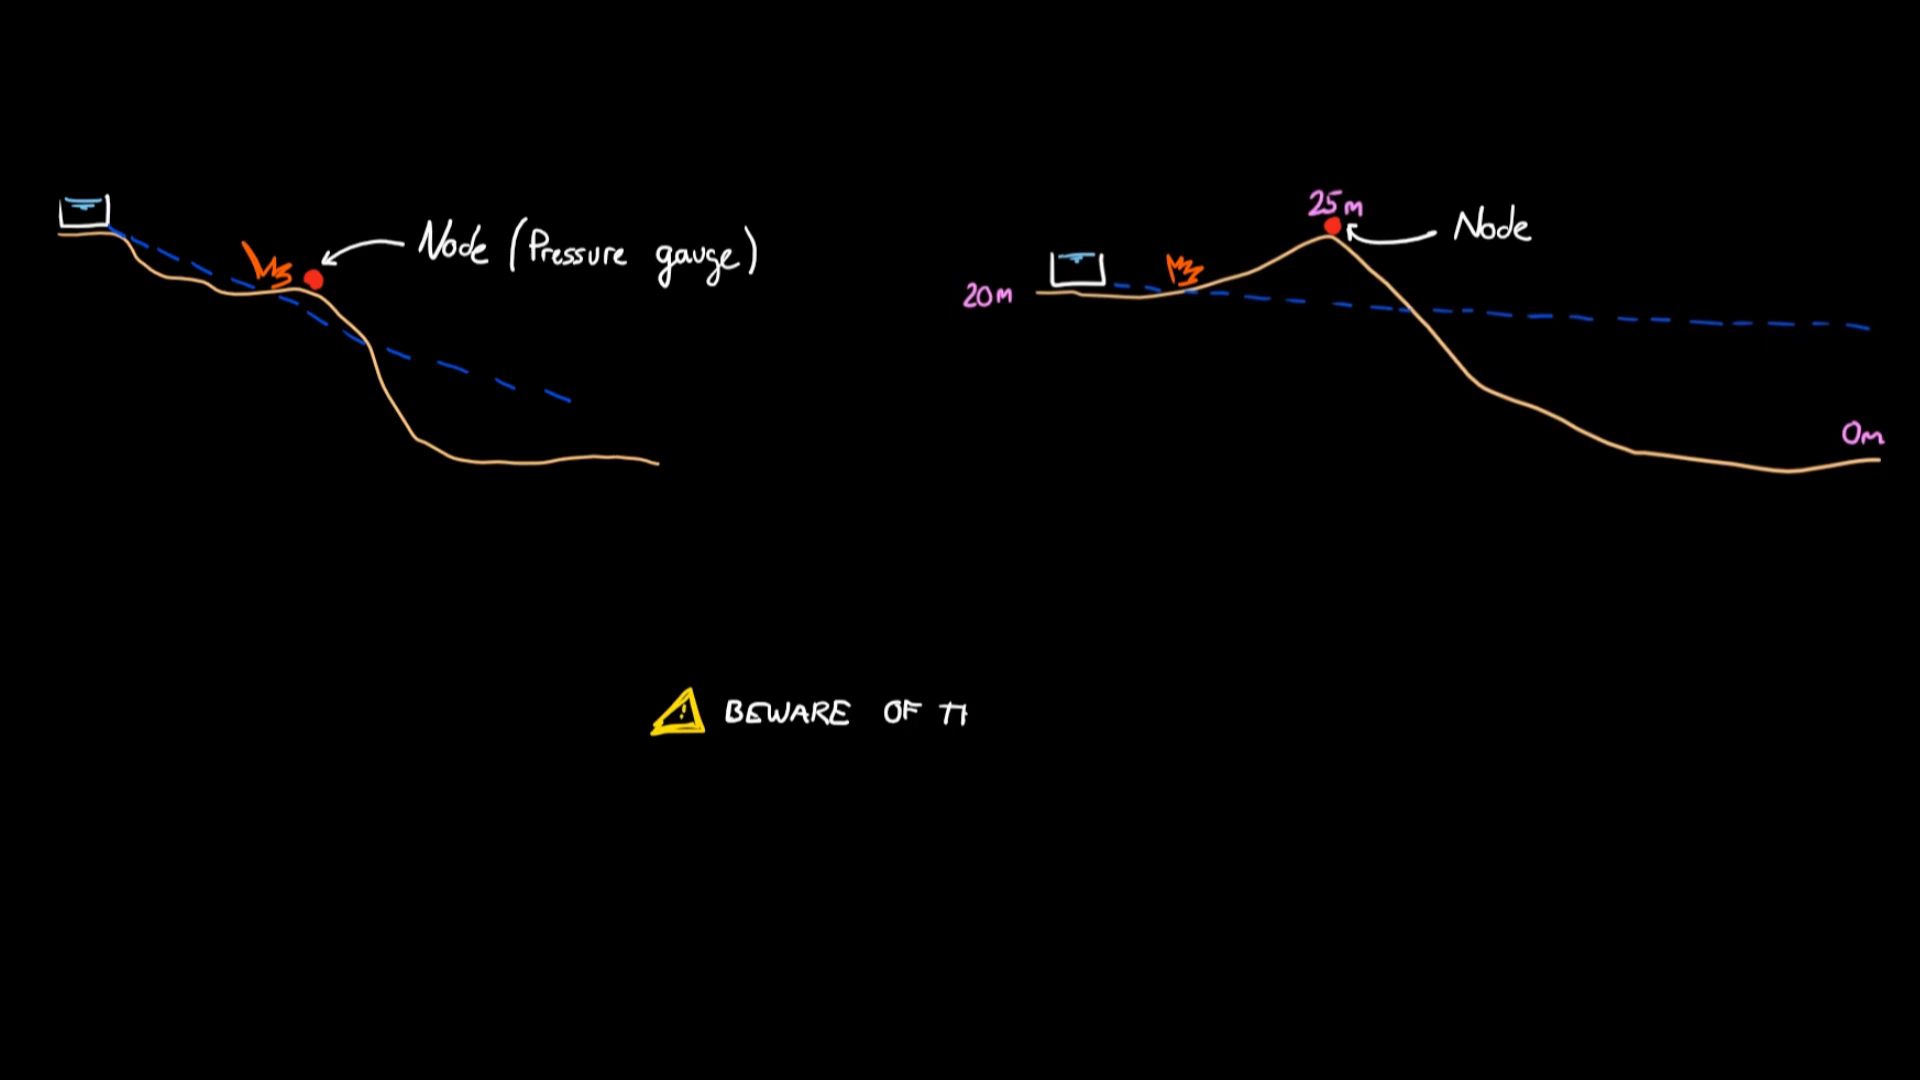 25m
Node (Pressure gauge)
Node
20m
0m
BEWARE OF